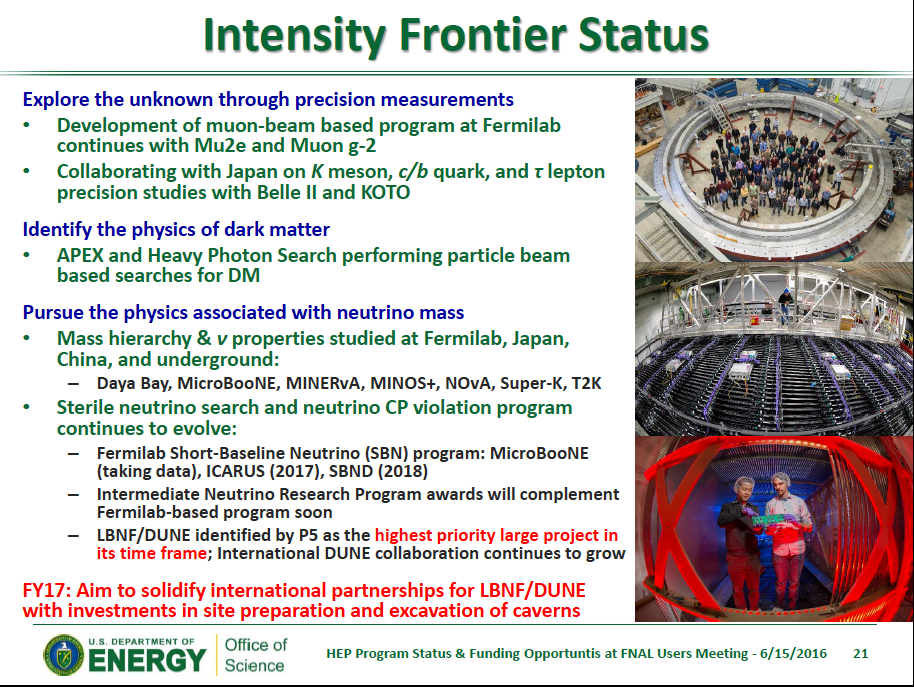 Intensity Frontier Status
Explore the unknown through precision measurements
• Development of muon-beam based program at Fermilab
continues with Mu2e and Muon g-2
• Collaborating with Japan on K meson, c/b quark, and τ lepton
precision studies with Belle II and KOTO
Identify the physics of dark matter
• APEX and Heavy Photon Search performing particle beam
based searches for DM
Pursue the physics associated with neutrino mass
• Mass hierarchy & ν properties studied at Fermilab, Japan,
China, and underground:
– Daya Bay, MicroBooNE, MINERvA, MINOS+, NOvA, Super-K, T2K
• Sterile neutrino search and neutrino CP violation program
continues to evolve:
– Fermilab Short-Baseline Neutrino (SBN) program: MicroBooNE
(taking data), ICARUS (2017), SBND (2018)
– Intermediate Neutrino Research Program awards will complement
Fermilab-based program soon
– LBNF/DUNE identified by P5 as the highest priority large project in
its time frame; International DUNE collaboration continues to grow
FY17: Aim to solidify international partnerships for LBNF/DUNE
with investments in site preparation and excavation of caverns
U.S. DEPARTMENT OF
ENERGY
Office of
Science
HEP Program Status & Funding Opportuntis at FNAL Users Meeting - 6/15/2016 21